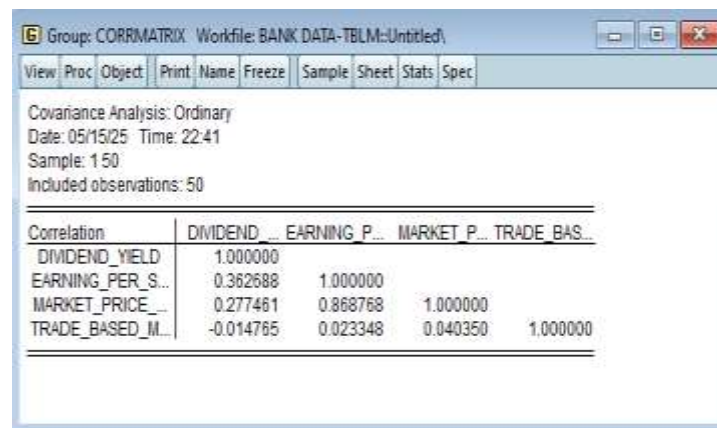 G Group: CORRMATRIX Workfile: BANK DATA-TBLM::Untitled\
View Proc Object Print Name Freeze Sample Sheet Stats Spec
Covariance Analysis: Ordinary
Date: 05/15/25 Time: 22:41
Sample: 1 50
Included observations: 50
Correlation DIVIDEND_... EARNING_P... MARKET_P... TRADE_BAS...
DIVIDEND_YIELD 1.000000
EARNING_PER_S... 0.362688 1.000000
MARKET_PRICE_... 0.277461 0.868768 1.000000
TRADE_BASED_M... -0.014765 0.023348 0.040350 1.000000